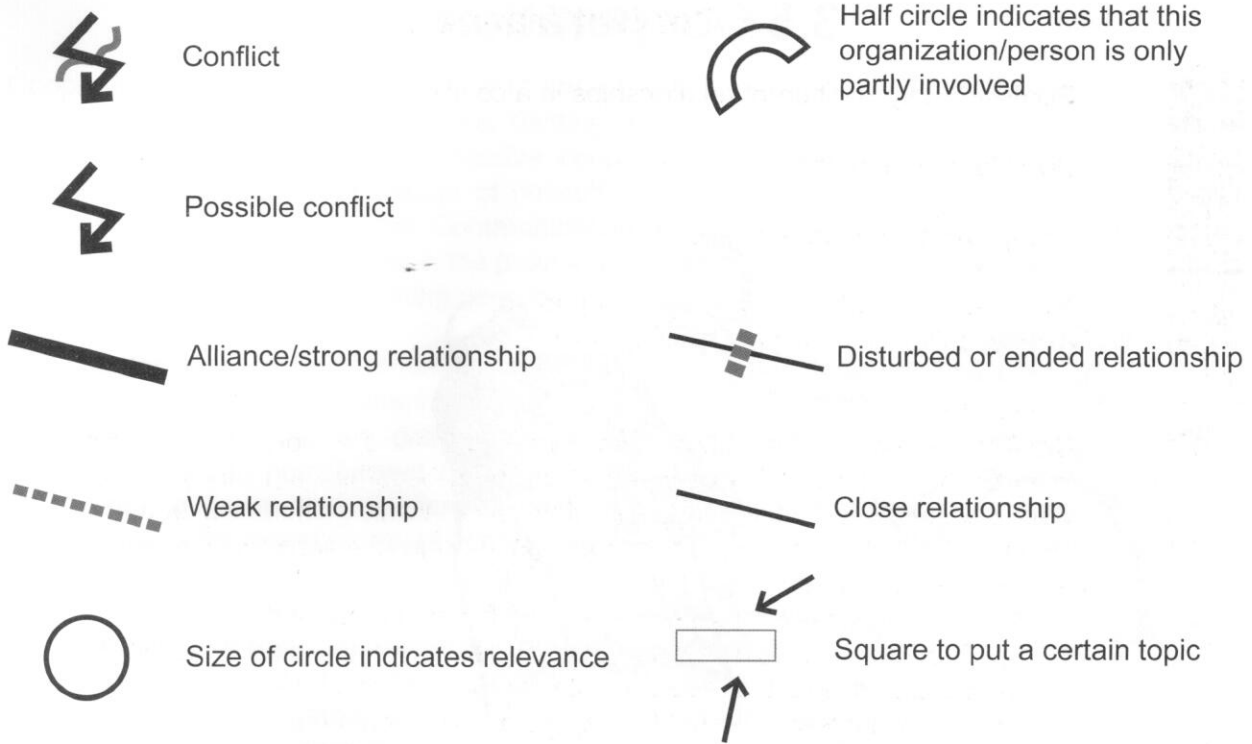 Conflict
Half circle indicates that this
organization/person is only
partly involved
Possible conflict
Alliance/strong relationship
Disturbed or ended relationship
Weak relationship
Close relationship
Size of circle indicates relevance
Square to put a certain topic